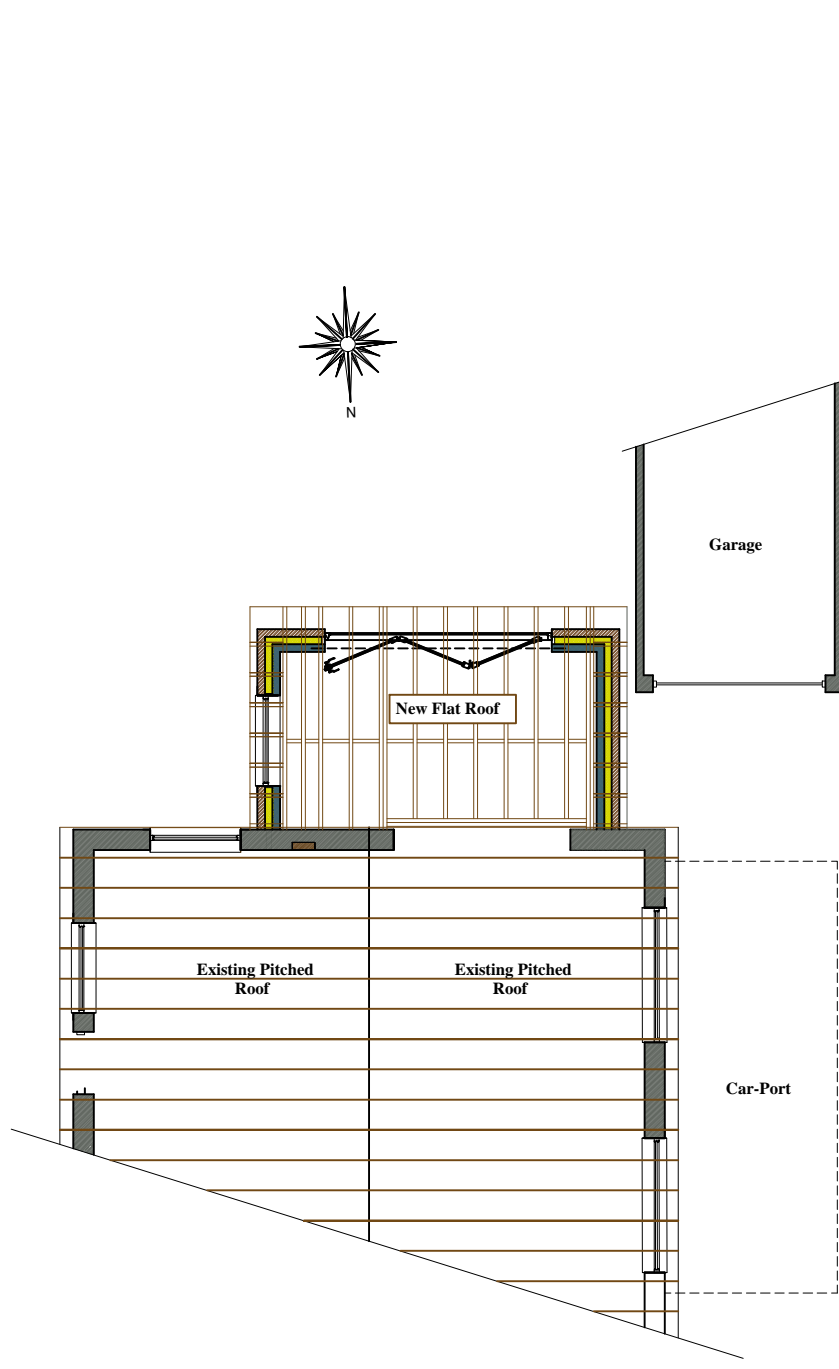 N
Garage
New Flat Roof
Existing Pitched
Roof
Existing Pitched
Roof
Car-Port